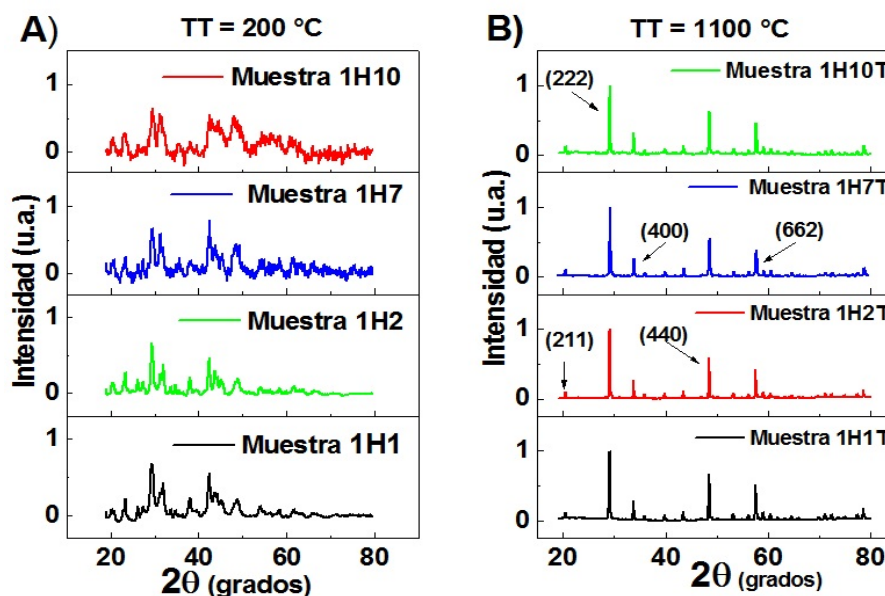 A)
TT = 200 °C
Intensidad (u.a.)
1
0
Muestra 1H10
1
0
Muestra 1H7
1
0
Muestra 1H2
1
0
Muestra 1H1
20 40 60 80
2θ (grados)
B)
TT = 1100 °C
Intensidad (u.a.)
1
0
(222)
Muestra 1H10T
1
0
Muestra 1H7T
(400)
(662)
1
0
Muestra 1H2T
(211)
(440)
1
0
Muestra 1H1T
20 40 60 80
2θ (grados)